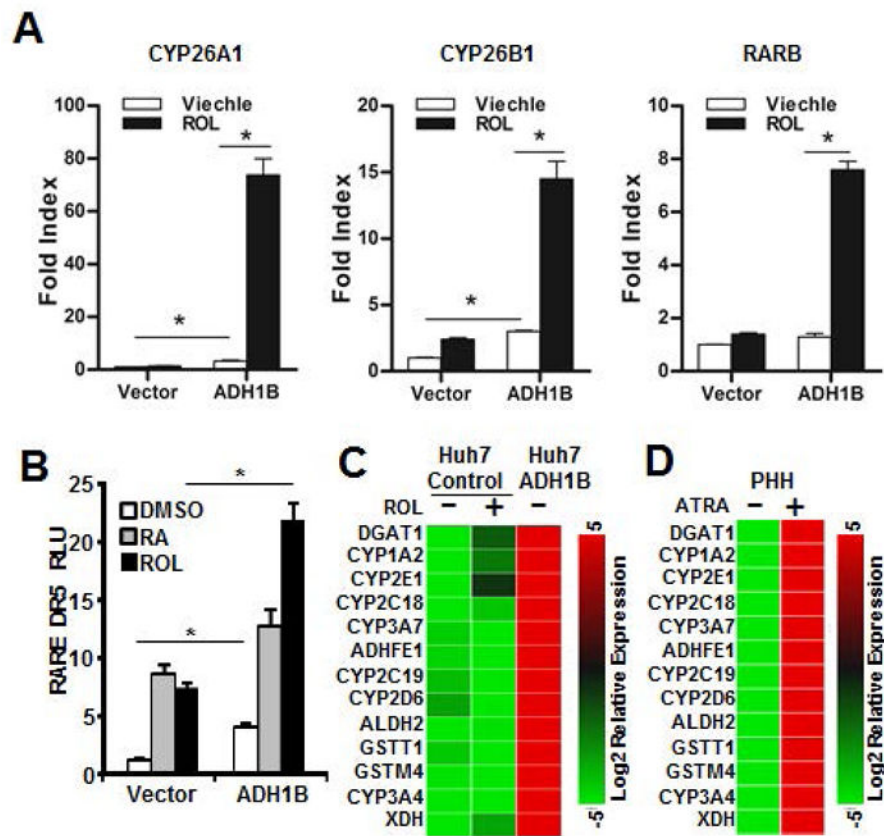 A
CYP26A1
CYP26B1
RARB
Viechle
ROL
Fold Index
100
80
60
40
20
0
*
*
Vector
ADH1B
Viechle
ROL
Fold Index
20
15
10
5
0
*
*
Vector
ADH1B
Viechle
ROL
Fold Index
10
8
6
4
2
0
*
Vector
ADH1B
B
RARE DR5 RLU
25
20
15
10
5
0
DMSO
RA
ROL
*
*
Vector
ADH1B
C
Huh7 Huh7
Control ADH1B
ROL − + −
DGAT1
CYP1A2
CYP2E1
CYP2C18
CYP3A7
ADHFE1
CYP2C19
CYP2D6
ALDH2
GSTT1
GSTM4
CYP3A4
XDH
5
Log2 Relative Expression
-5
D
PHH
ATRA − +
DGAT1
CYP1A2
CYP2E1
CYP2C18
CYP3A7
ADHFE1
CYP2C19
CYP2D6
ALDH2
GSTT1
GSTM4
CYP3A4
XDH
5
Log2 Relative Expression
-5